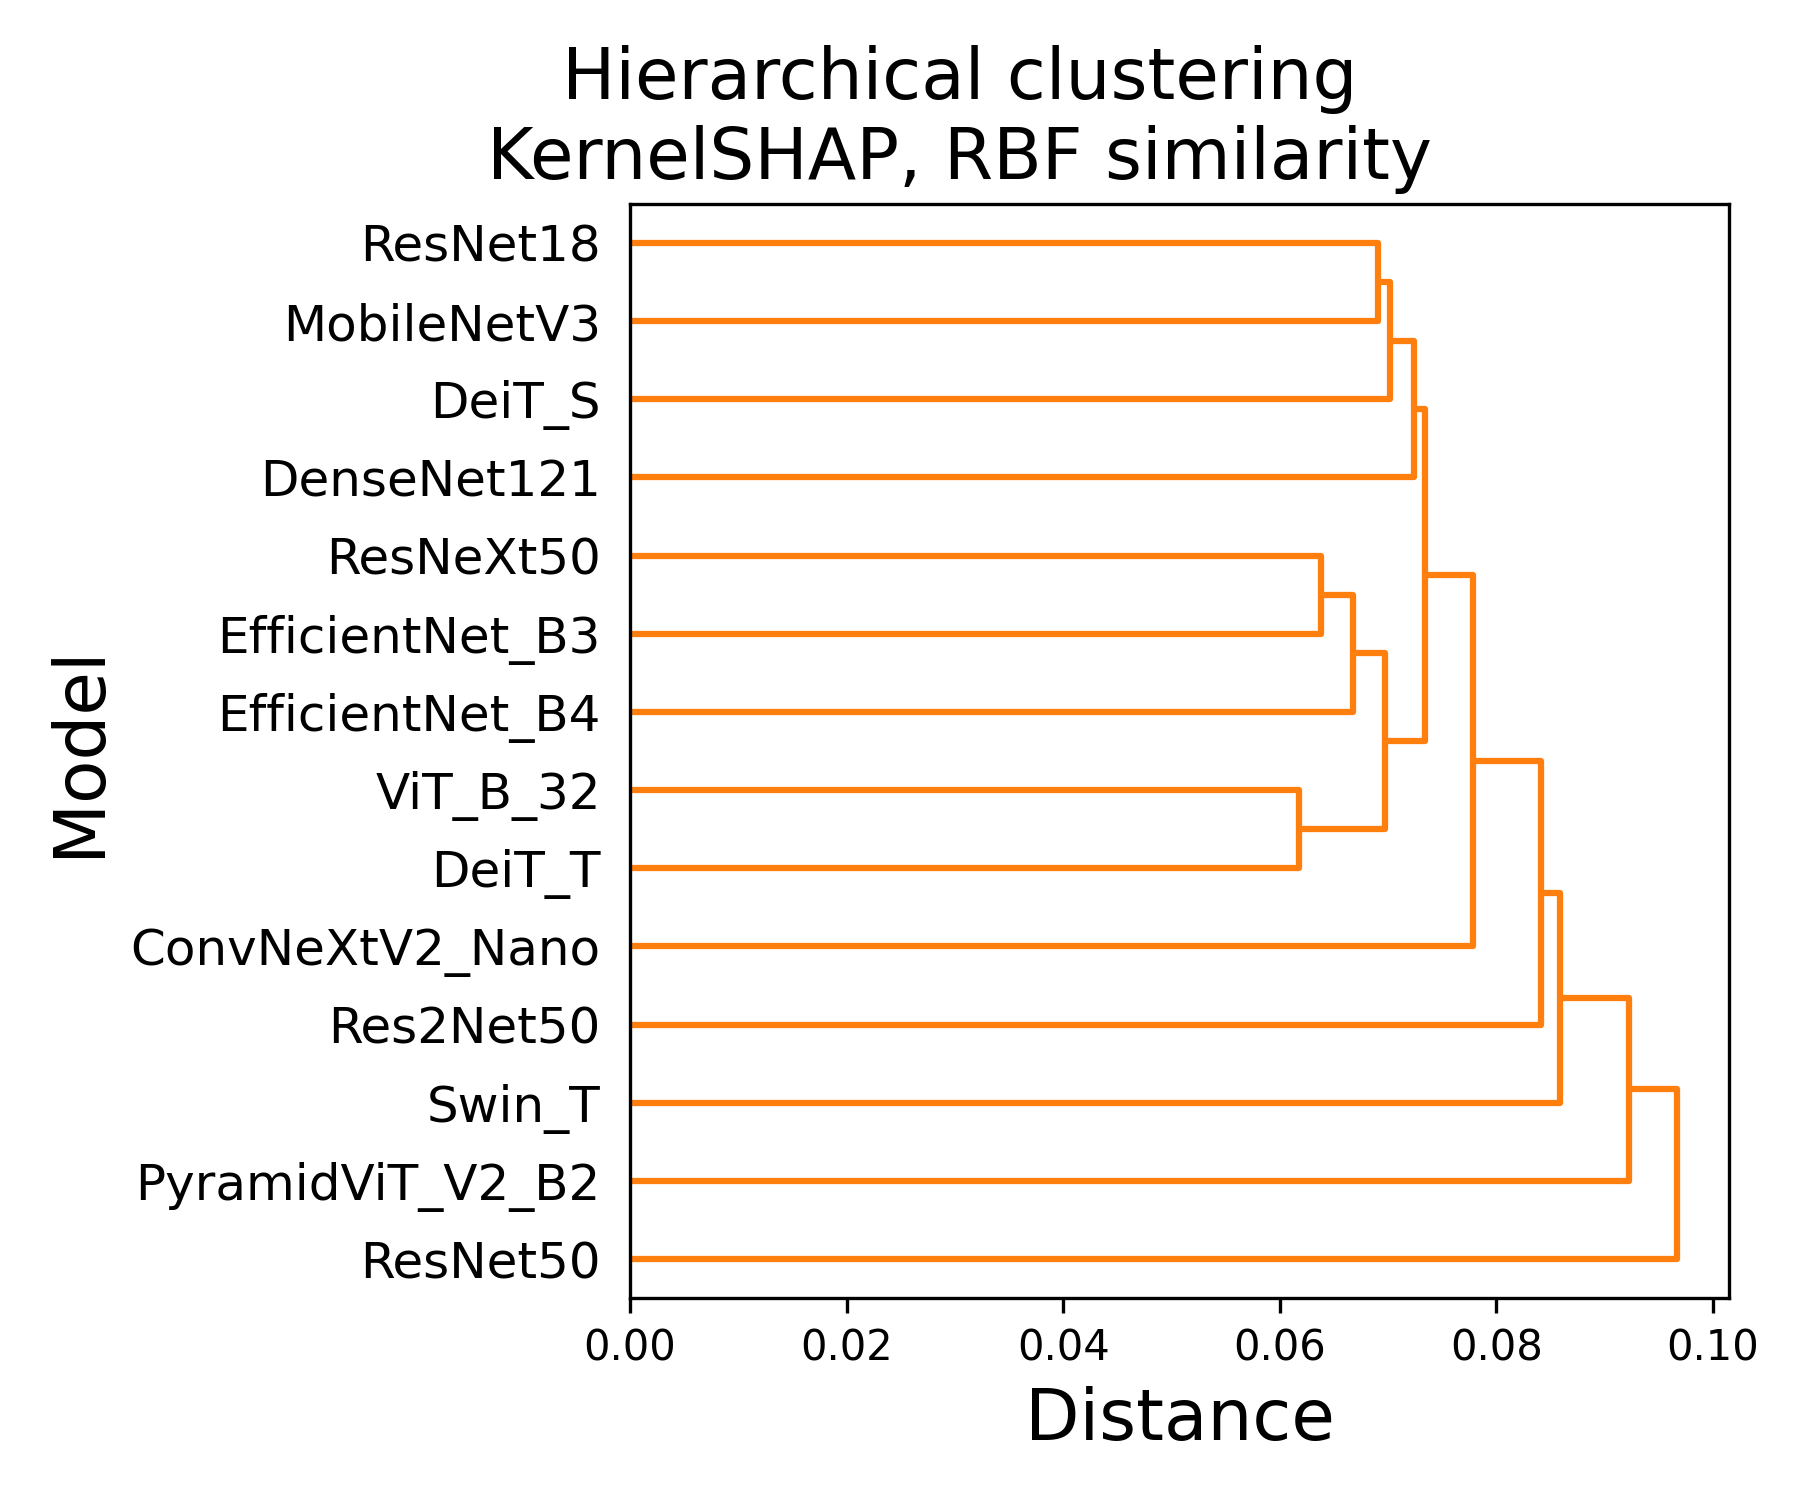 Hierarchical clustering
KernelSHAP, RBF similarity
ResNet18
MobileNetV3
DeiT_S
DenseNet121
ResNeXt50
EfficientNet_B3
EfficientNet_B4
ViT_B_32
DeiT_T
ConvNeXtV2_Nano
Res2Net50
Swin_T
PyramidViT_V2_B2
ResNet50
Model
0.00 0.02 0.04 0.06 0.08 0.10
Distance